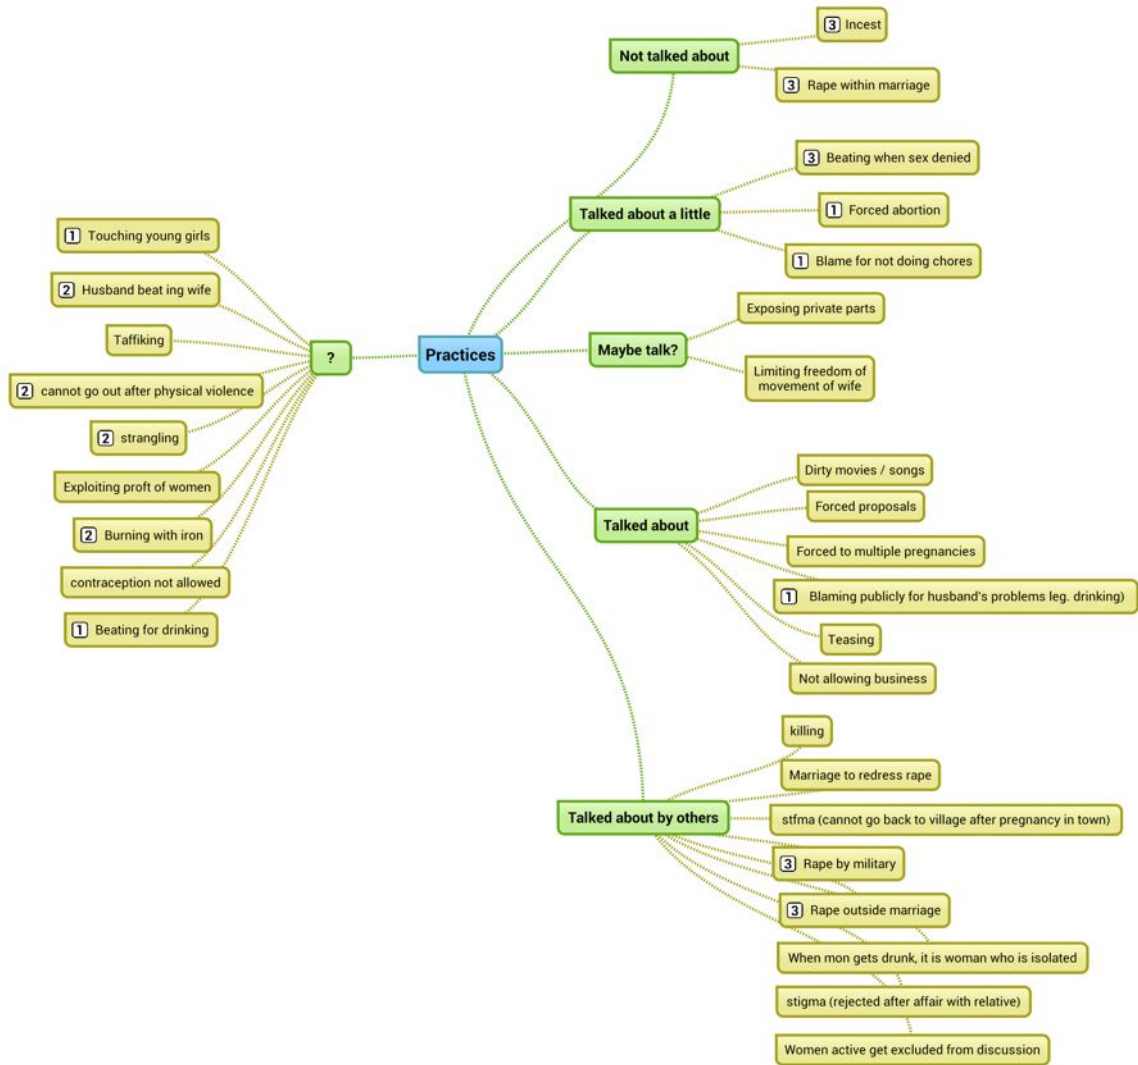 Practices
Not talked about
3 Incest
3 Rape within marriage
Talked about a little
3 Beating when sex denied
1 Forced abortion
1 Blame for not doing chores
Maybe talk?
Exposing private parts
Limiting freedom of
movement of wife
Talked about
Dirty movies / songs
Forced proposals
Forced to multiple pregnancies
1 Blaming publicly for husband's problems leg. drinking)
Teasing
Not allowing business
Talked about by others
killing
Marriage to redress rape
stfma (cannot go back to village after pregnancy in town)
3 Rape by military
3 Rape outside marriage
When mon gets drunk, it is woman who is isolated
stigma (rejected after affair with relative)
Women active get excluded from discussion
?
1 Touching young girls
2 Husband beat ing wife
Taffiking
2 cannot go out after physical violence
2 strangling
Exploiting proft of women
2 Burning with iron
contraception not allowed
1 Beating for drinking